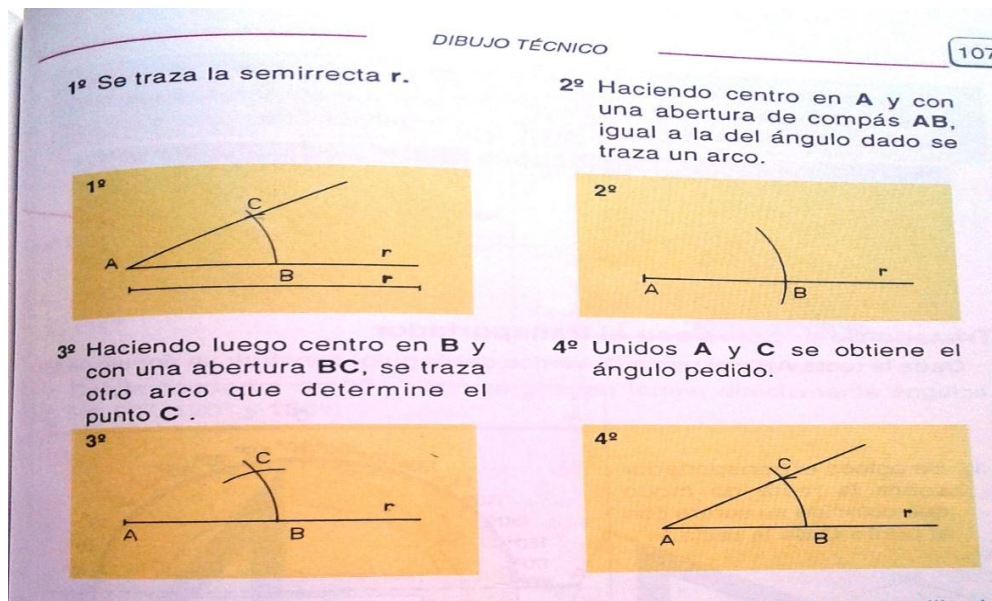 DIBUJO TÉCNICO
107
1º Se traza la semirrecta r.
2º Haciendo centro en A y con
una abertura de compás AB,
igual a la del ángulo dado se
traza un arco.
1º
C
A
B
r
r
2º
A
B
r
3º Haciendo luego centro en B y
con una abertura BC, se traza
otro arco que determine el
punto C .
4º Unidos A y C se obtiene el
ángulo pedido.
3º
C
A
B
r
4º
C
A
B
r